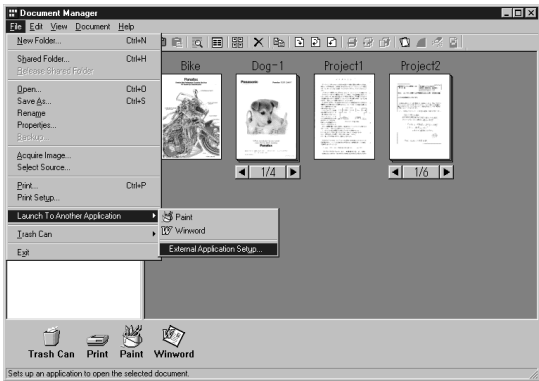 Document Manager
File Edit View Document Help
New Folder... Ctrl+N
Shared Folder... Ctrl+H
Release Shared Folder
Open... Ctrl+O
Save As... Ctrl+S
Rename
Properties...
Backup...
Acquire Image...
Select Source...
Print... Ctrl+P
Print Setup...
Launch To Another Application
Trash Can
Exit
Paint
Winword
External Application Setup...
Bike Dog~1 Project1 Project2
Panafax
Panasonic
1/4 1/6
Trash Can Print Paint Winword
Sets up an application to open the selected document.